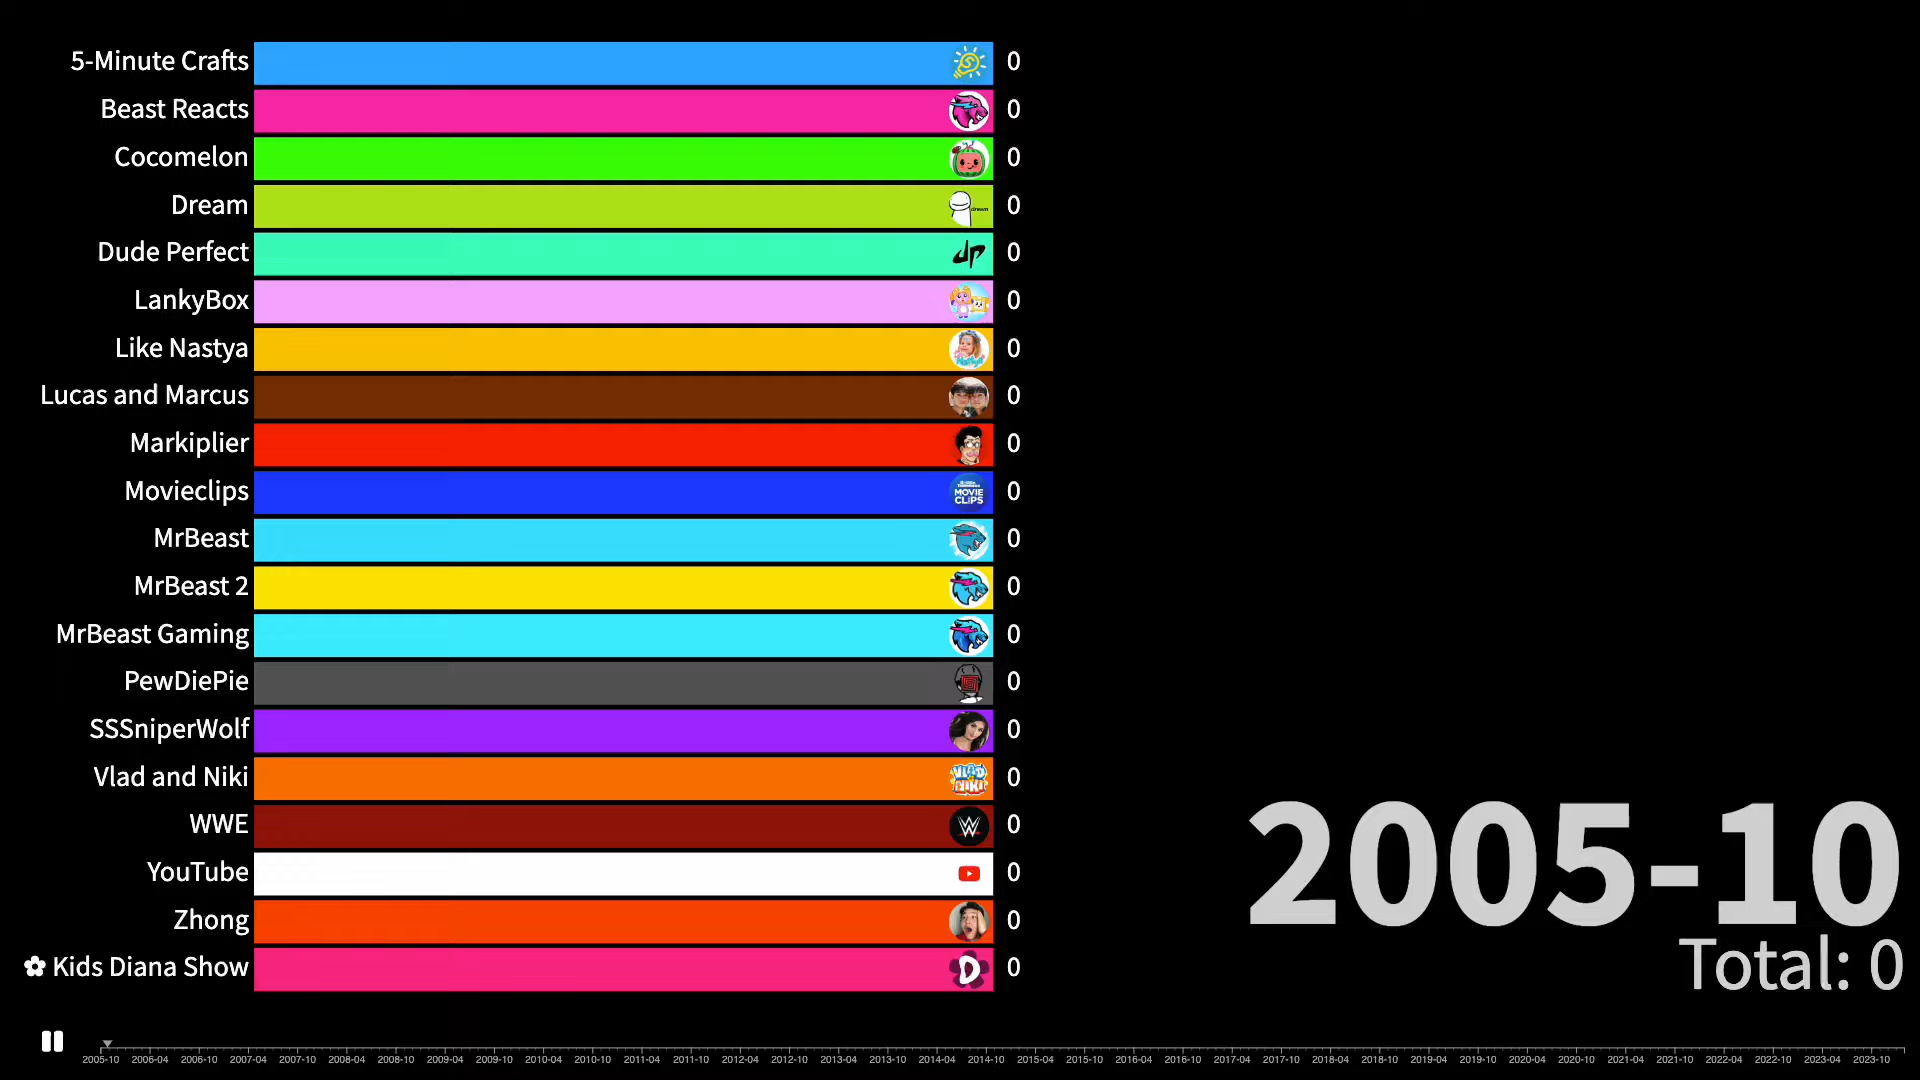 5-Minute Crafts 0
Beast Reacts 0
Cocomelon 0
Dream dream 0
Dude Perfect dp 0
LankyBox 0
Like Nastya 0
Lucas and Marcus 0
Markiplier 0
Movieclips MOVIE CLIPS 0
MrBeast 0
MrBeast 2 0
MrBeast Gaming 0
PewDiePie 0
SSSniperWolf 0
Vlad and Niki VLAD NIKI 0
WWE W 0
YouTube 0
Zhong 0
✿ Kids Diana Show D 0
2005-10
Total: 0
2005-10 2006-04 2006-10 2007-04 2007-10 2008-04 2008-10 2009-04 2009-10 2010-04 2010-10 2011-04 2011-10 2012-04 2012-10 2013-04 2013-10 2014-04 2014-10 2015-04 2015-10 2016-04 2016-10 2017-04 2017-10 2018-04 2018-10 2019-04 2019-10 2020-04 2020-10 2021-04 2021-10 2022-04 2022-10 2023-04 2023-10